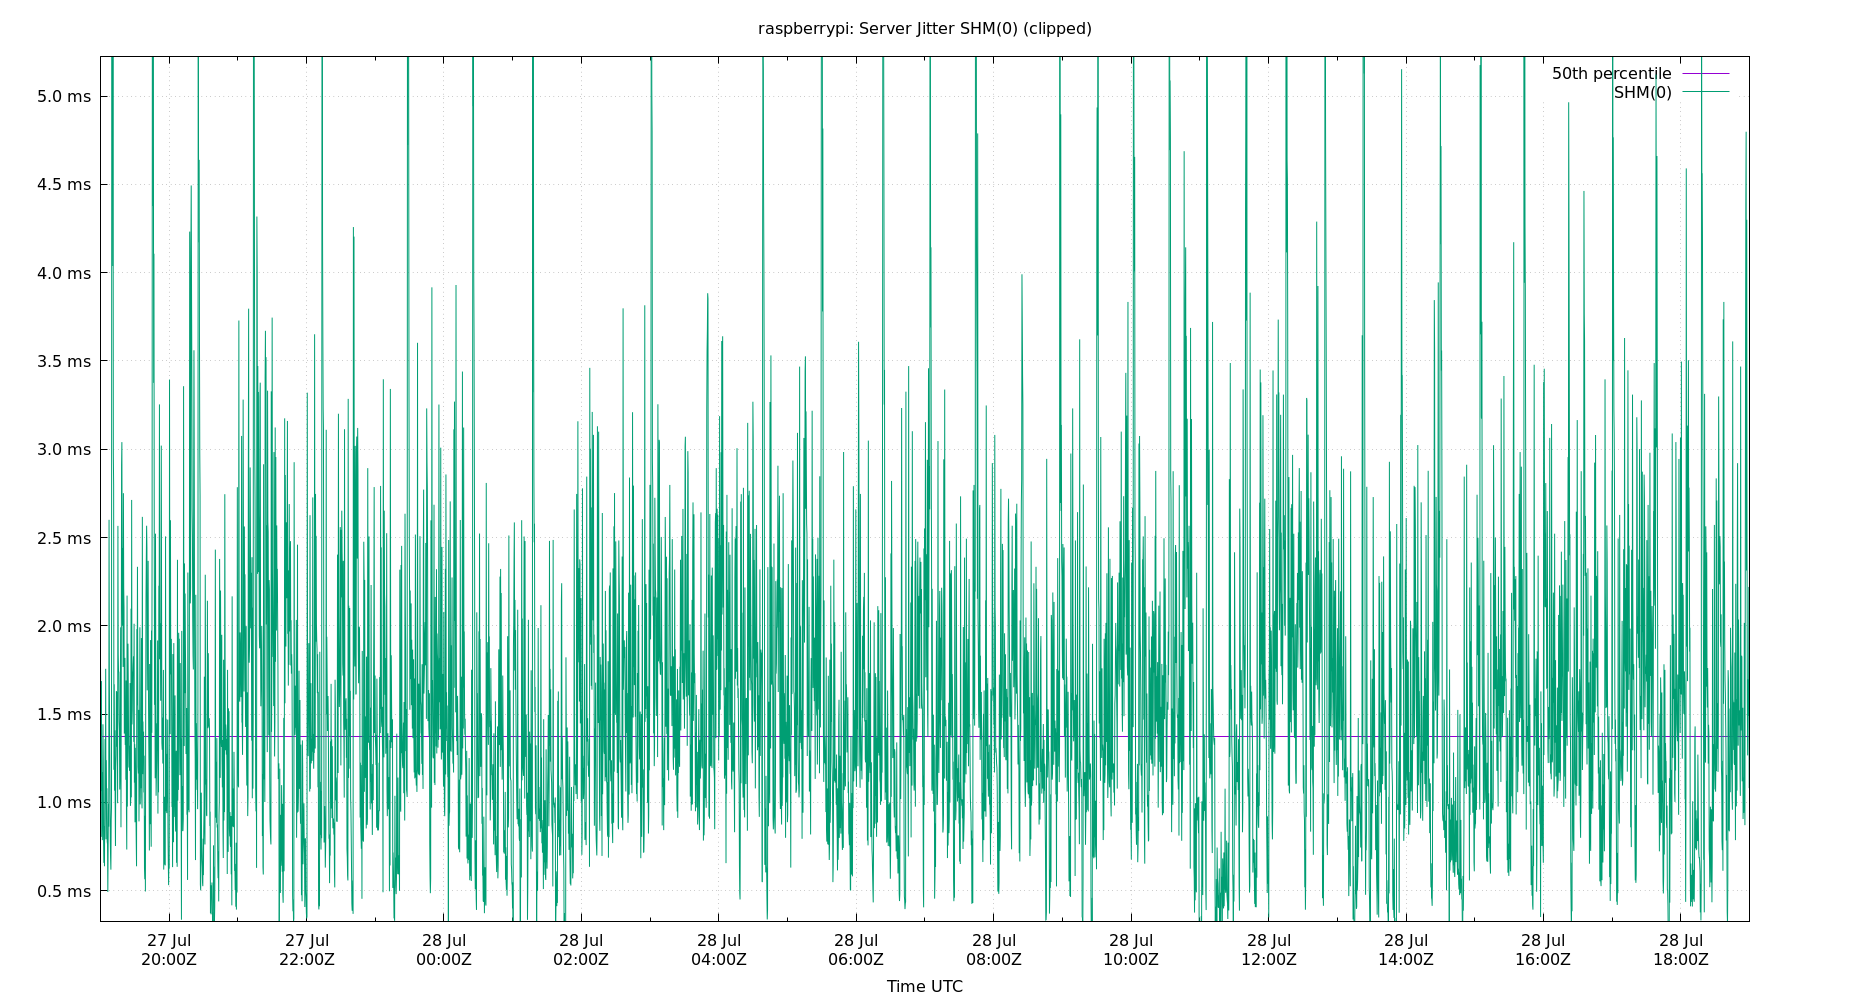 raspberrypi: Server Jitter SHM(0) (clipped)
50th percentile
SHM(0)
5.0 ms
4.5 ms
4.0 ms
3.5 ms
3.0 ms
2.5 ms
2.0 ms
1.5 ms
1.0 ms
0.5 ms
27 Jul 27 Jul 28 Jul 28 Jul 28 Jul 28 Jul 28 Jul 28 Jul 28 Jul 28 Jul 28 Jul 28 Jul
20:00Z 22:00Z 00:00Z 02:00Z 04:00Z 06:00Z 08:00Z 10:00Z 12:00Z 14:00Z 16:00Z 18:00Z
Time UTC